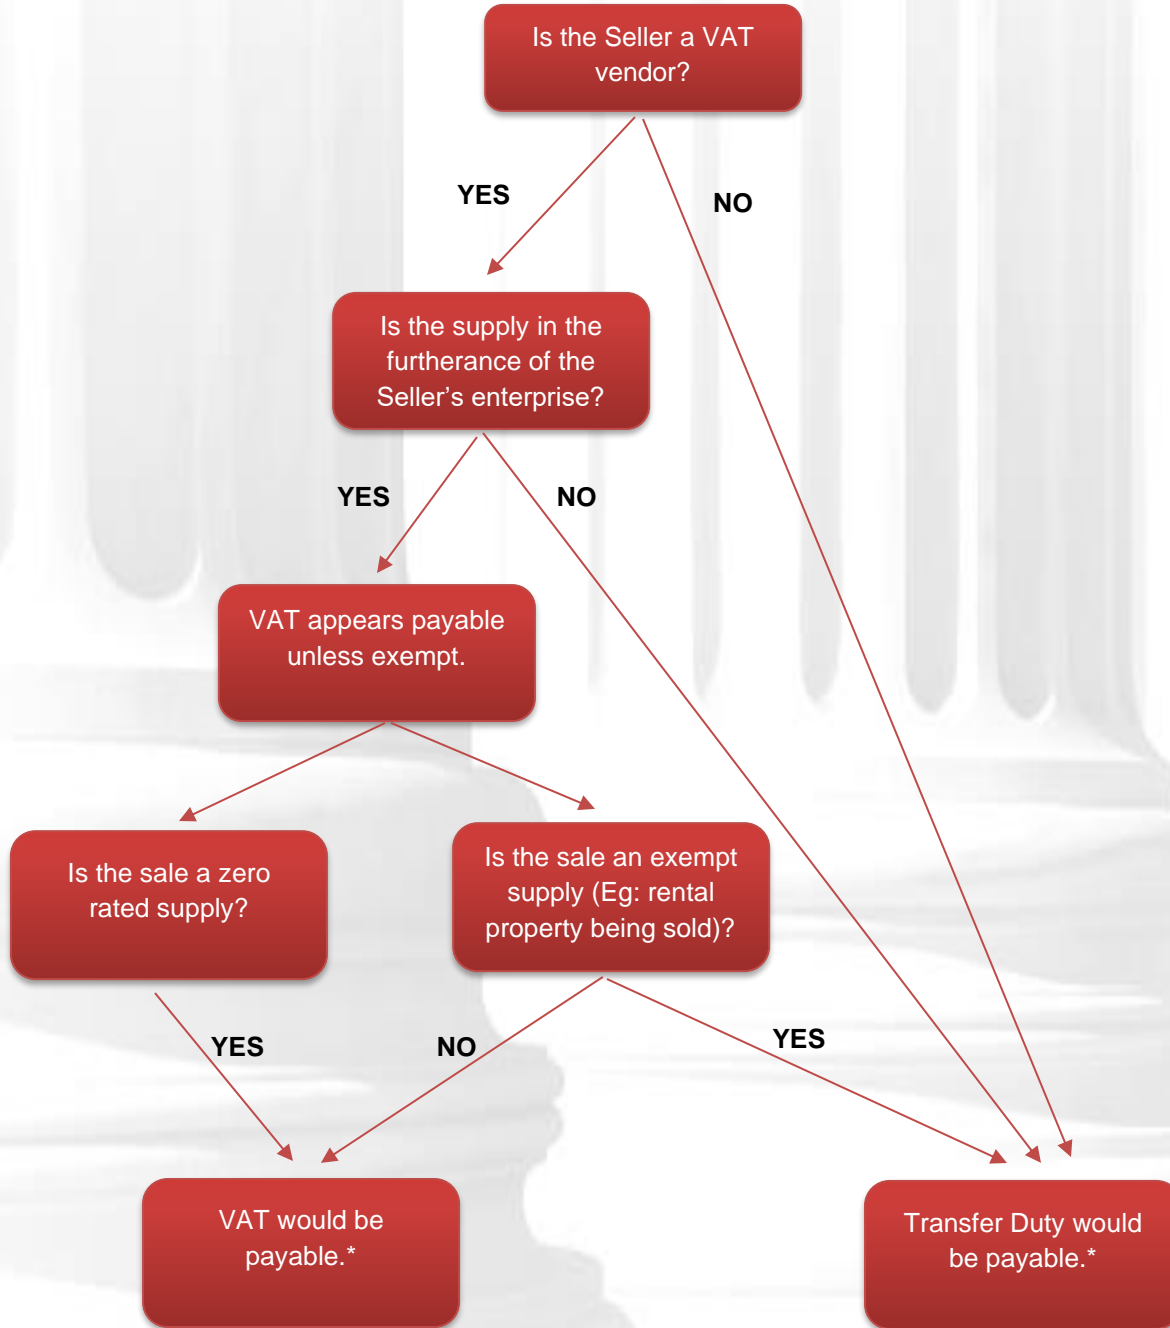 Is the Seller a VAT
vendor?
YES
NO
Is the supply in the
furtherance of the
Seller’s enterprise?
YES
NO
VAT appears payable
unless exempt.
Is the sale a zero
rated supply?
Is the sale an exempt
supply (Eg: rental
property being sold)?
YES
NO
YES
VAT would be
payable.*
Transfer Duty would
be payable.*